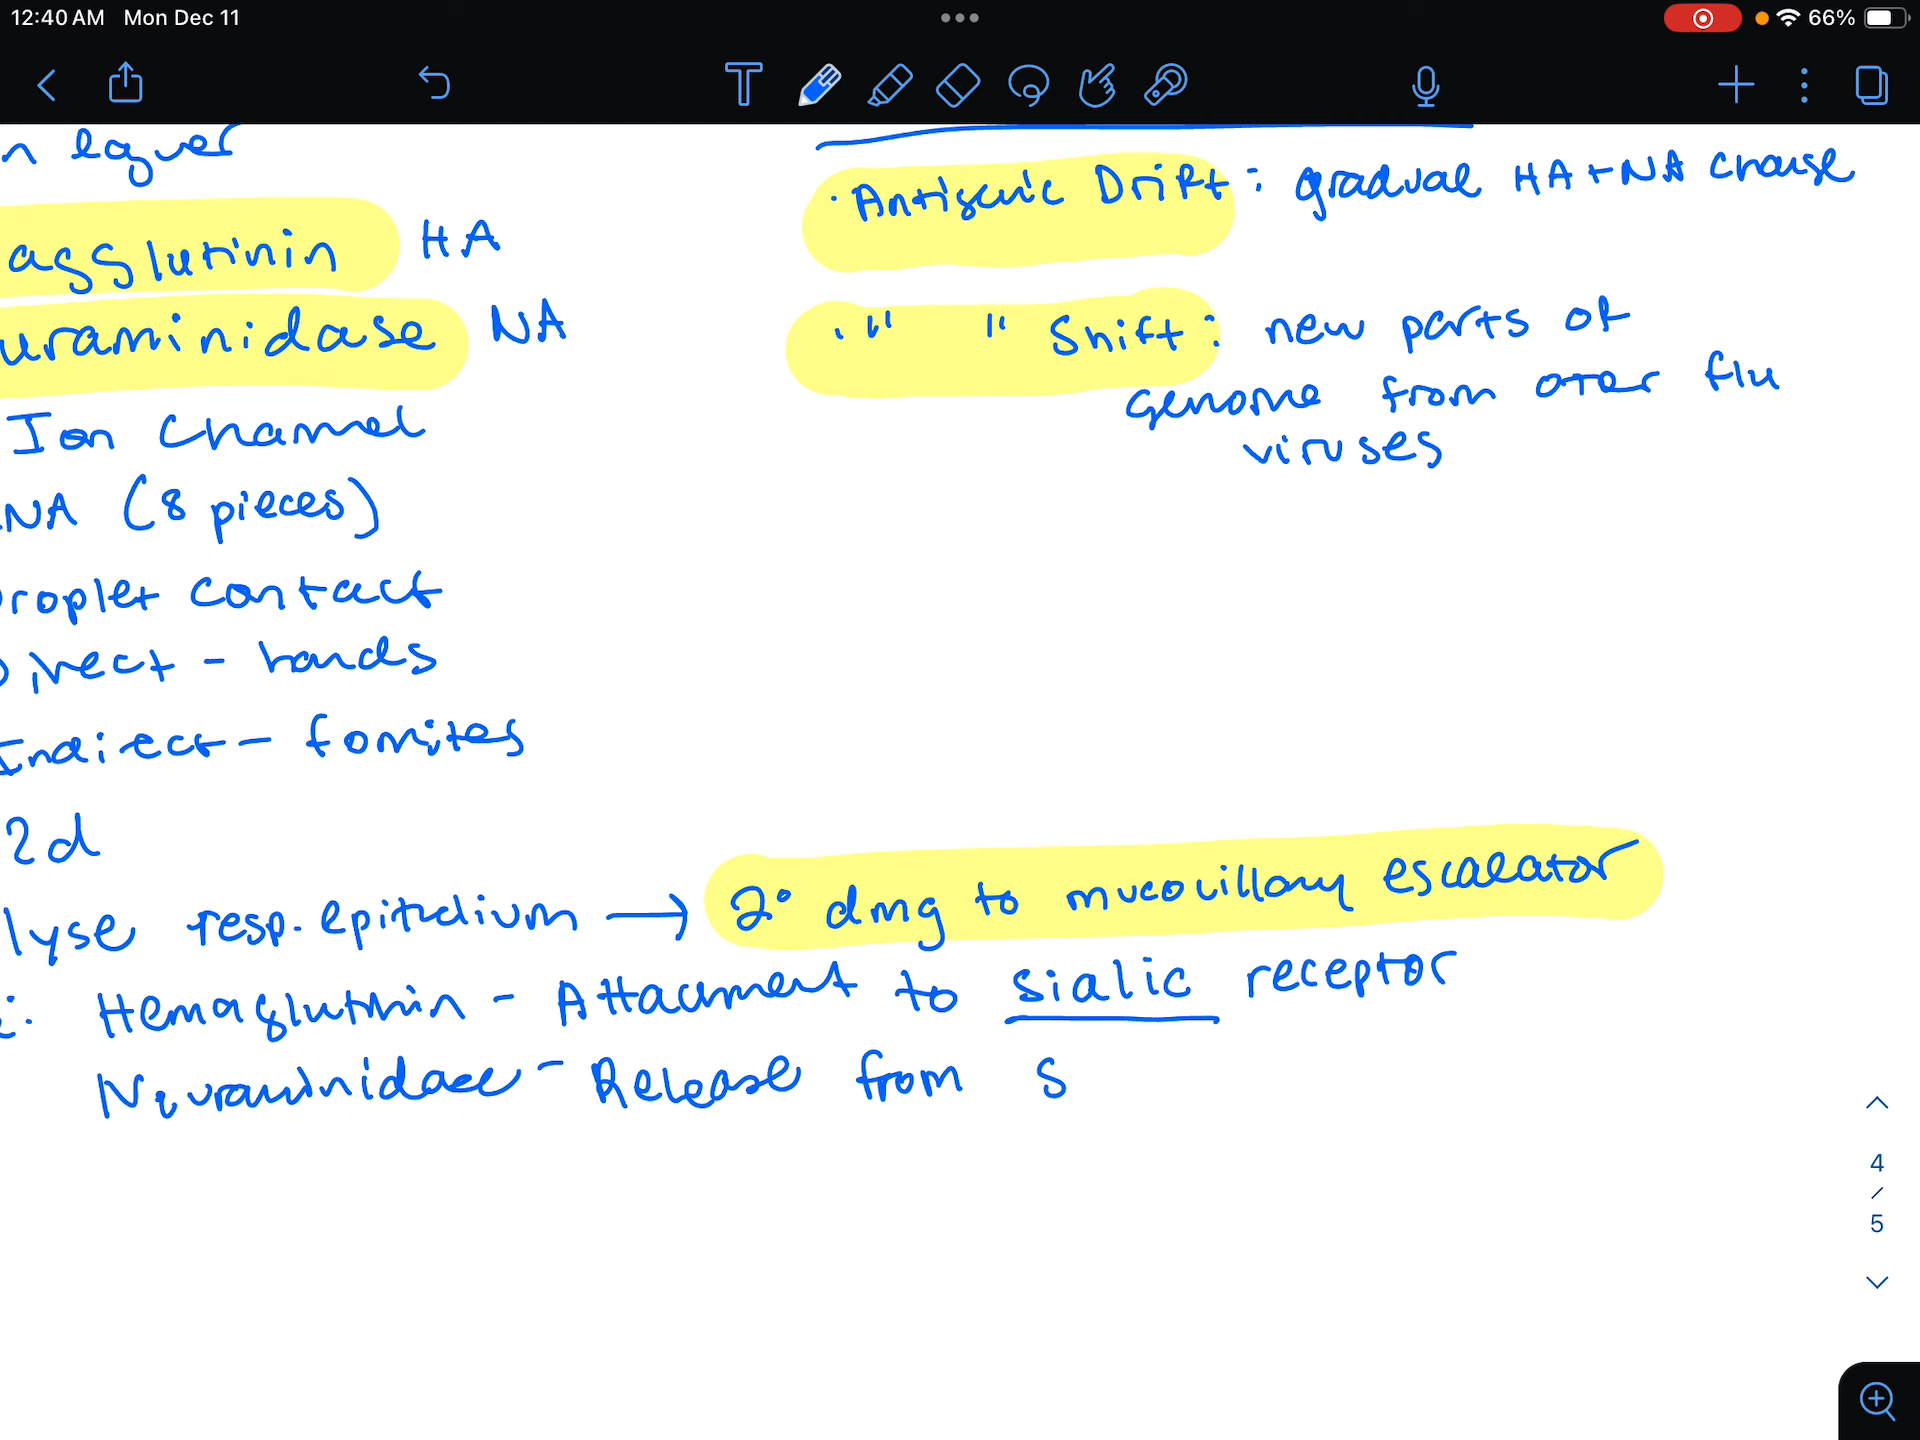 12:40 AM Mon Dec 11
66%
n layer
agglutinin HA
uraminidase NA
Ion Channel
NA (8 pieces)
roplet contact
Direct - hands
Indirect - fomites
2d
lyse resp. epithelium → 2° dmg to mucocillary escalator
: Hemagluttnin - Attachment to sialic receptor
Neuraminidase - Release from S
· Antigenic Drift : gradual HA + NA change
· " " Shift : new parts of
genome from other flu
viruses
4
/
5